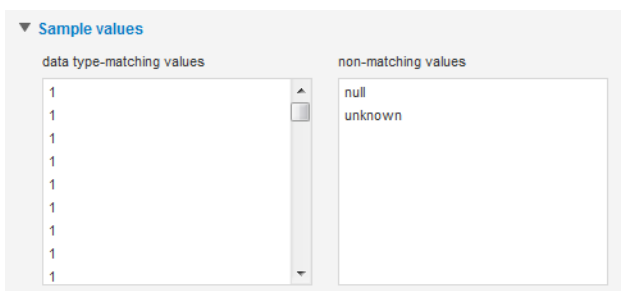 Sample values
data type-matching values
1
1
1
1
1
1
1
1
1
non-matching values
null
unknown